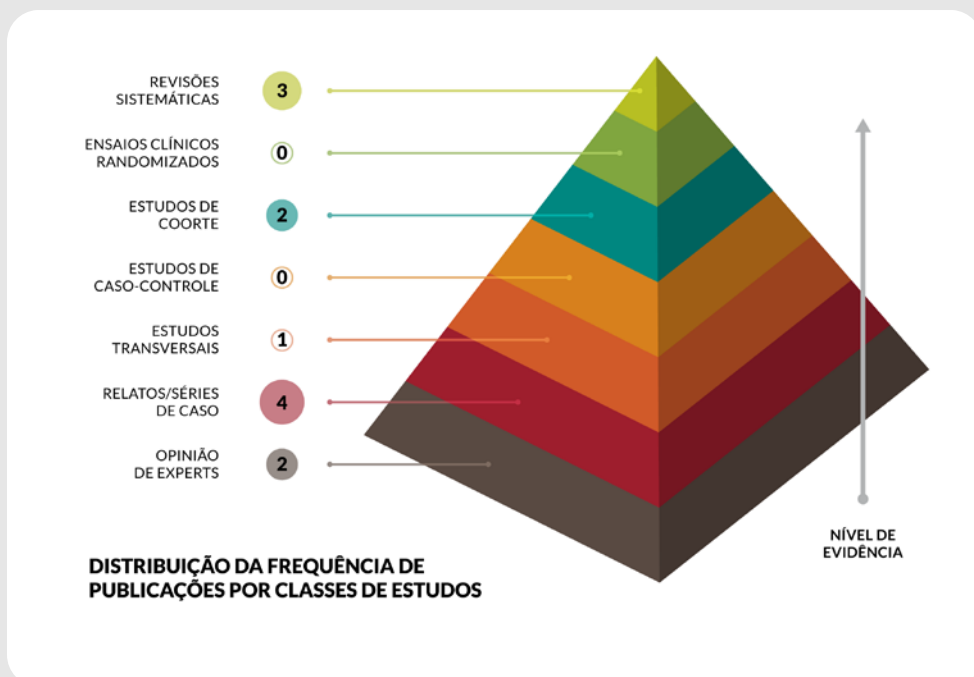 REVISÕES
SISTEMÁTICAS
3
ENSAIOS CLÍNICOS
RANDOMIZADOS
0
ESTUDOS DE
COORTE
2
ESTUDOS DE
CASO-CONTROLE
0
ESTUDOS
TRANSVERSAIS
1
RELATOS/SÉRIES
DE CASO
4
OPINIÃO
DE EXPERTS
2
NÍVEL DE
EVIDÊNCIA
DISTRIBUIÇÃO DA FREQUÊNCIA DE
PUBLICAÇÕES POR CLASSES DE ESTUDOS